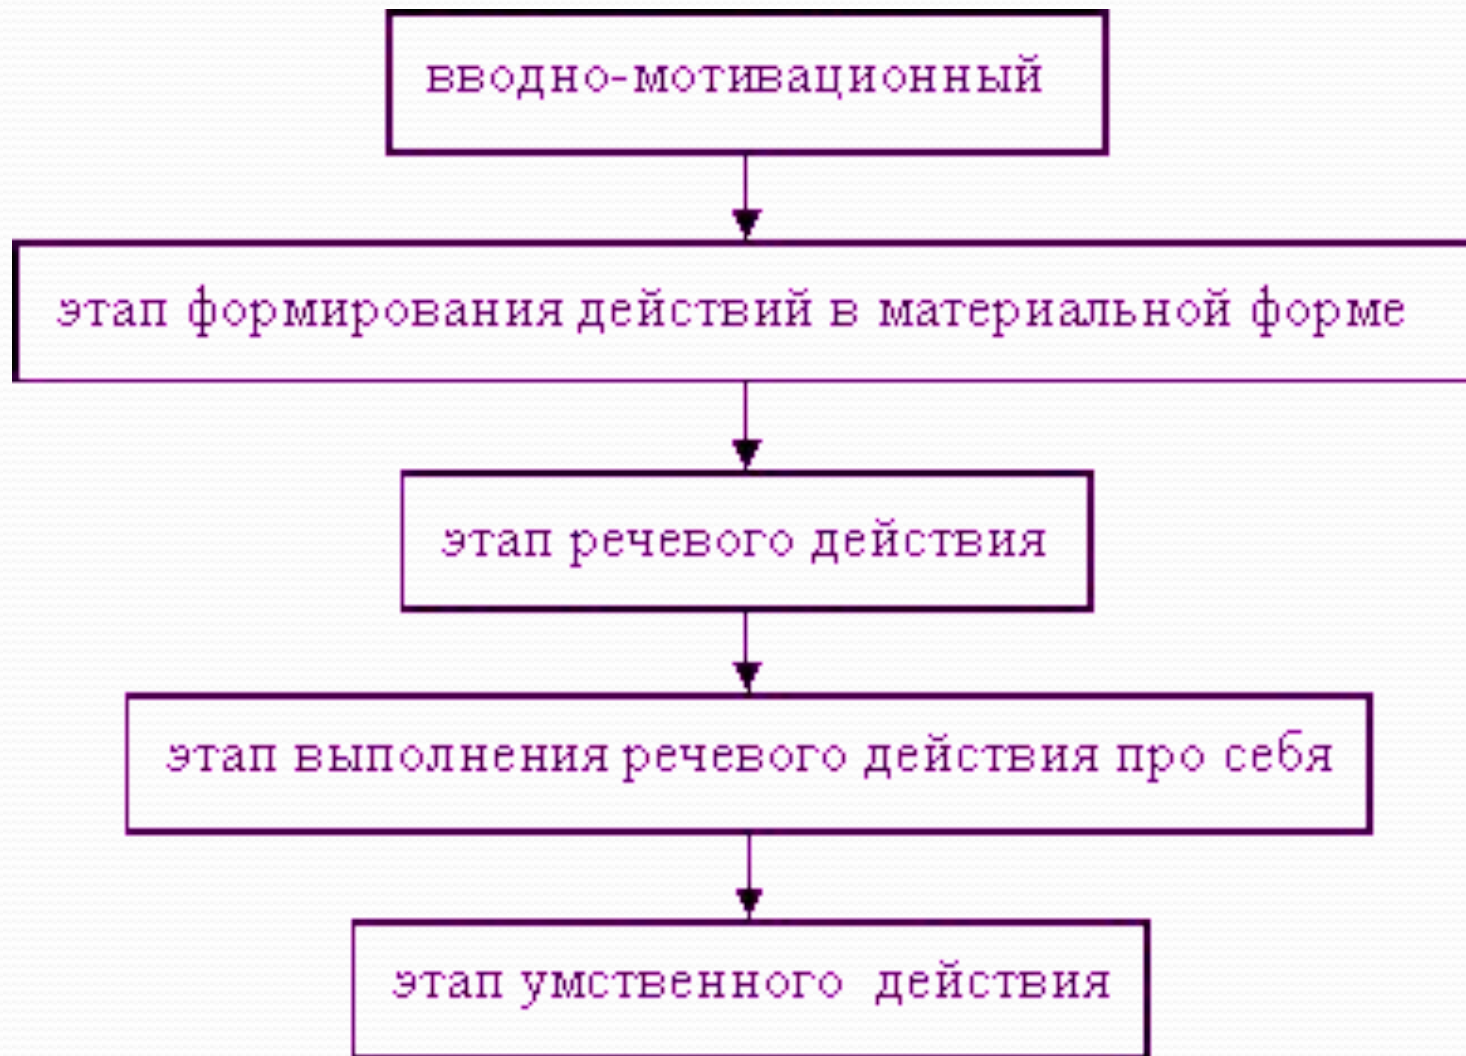 вводно-мотивационный
этап формирования действий в материальной форме
этап речевого действия
этап выполнения речевого действия про себя
этап умственного действия